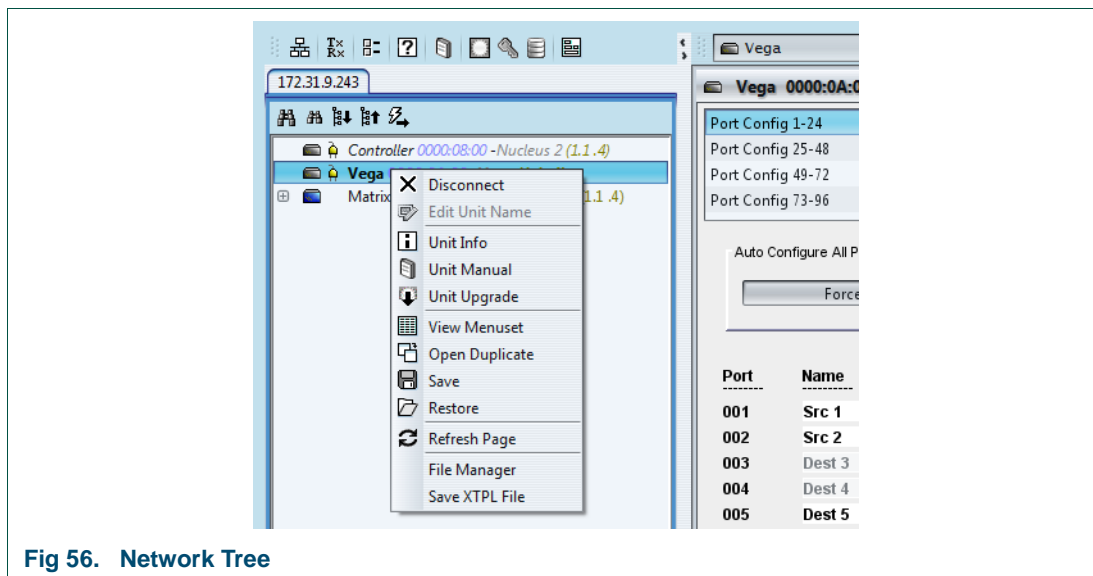 Tx
Rx
?
Vega
172.31.9.243
Vega 0000:0A:0
Controller 0000:08:00 -Nucleus 2 (1.1 .4)
Vega
Matrix 1.1 .4)
Disconnect
Edit Unit Name
Unit Info
Unit Manual
Unit Upgrade
View Menuset
Open Duplicate
Save
Restore
Refresh Page
File Manager
Save XTPL File
Port Config 1-24
Port Config 25-48
Port Config 49-72
Port Config 73-96
Auto Configure All P
Force
Port Name
001 Src 1
002 Src 2
003 Dest 3
004 Dest 4
005 Dest 5
Fig 56. Network Tree